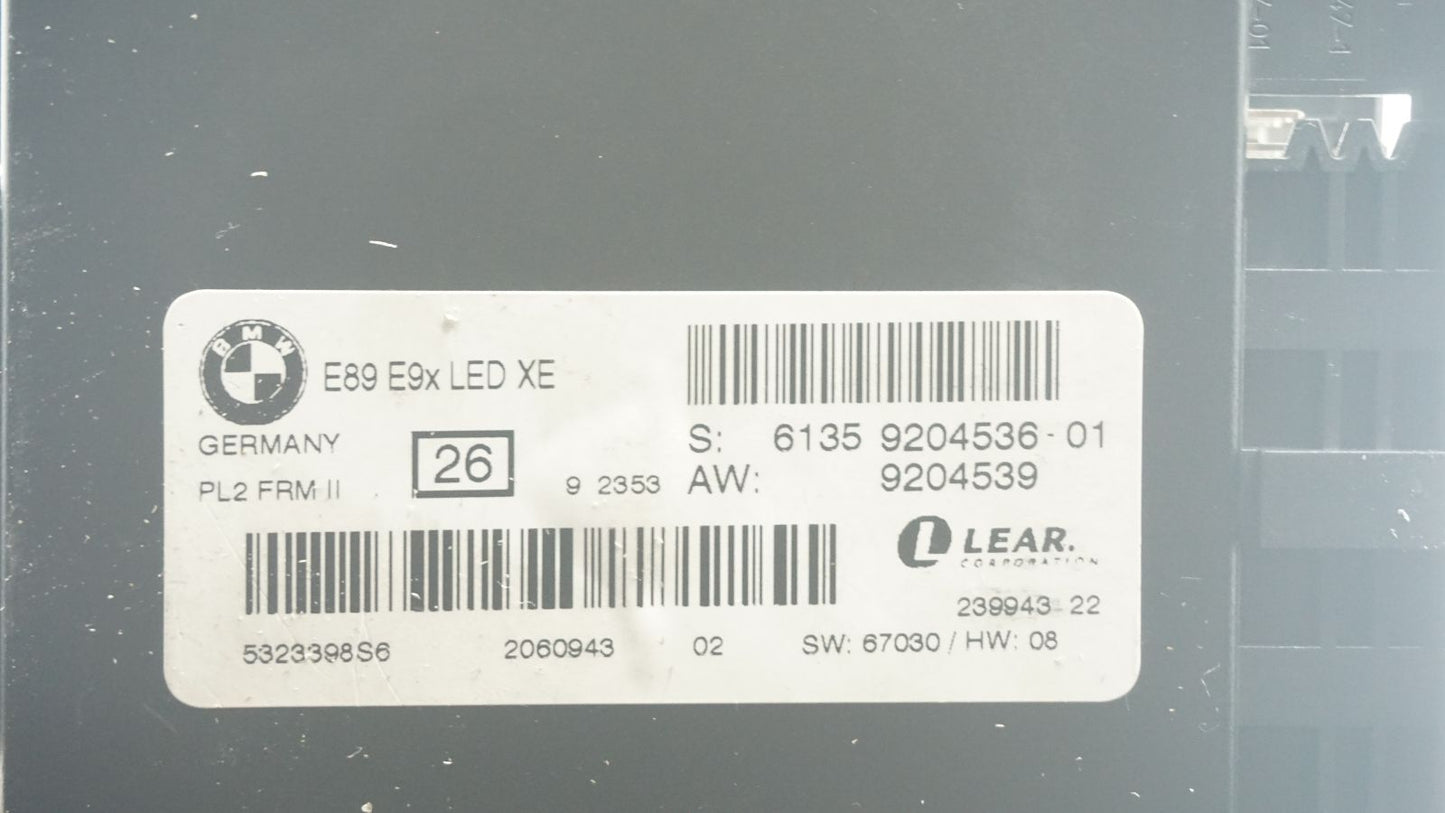 BMW
E89 E9x LED XE
GERMANY
PL2 FRM II
26
9 2353
S: 6135 9204536-01
AW: 9204539
LEAR.
CORPORATION
239943-22
5323398S6
2060943
02
SW: 67030 / HW: 08